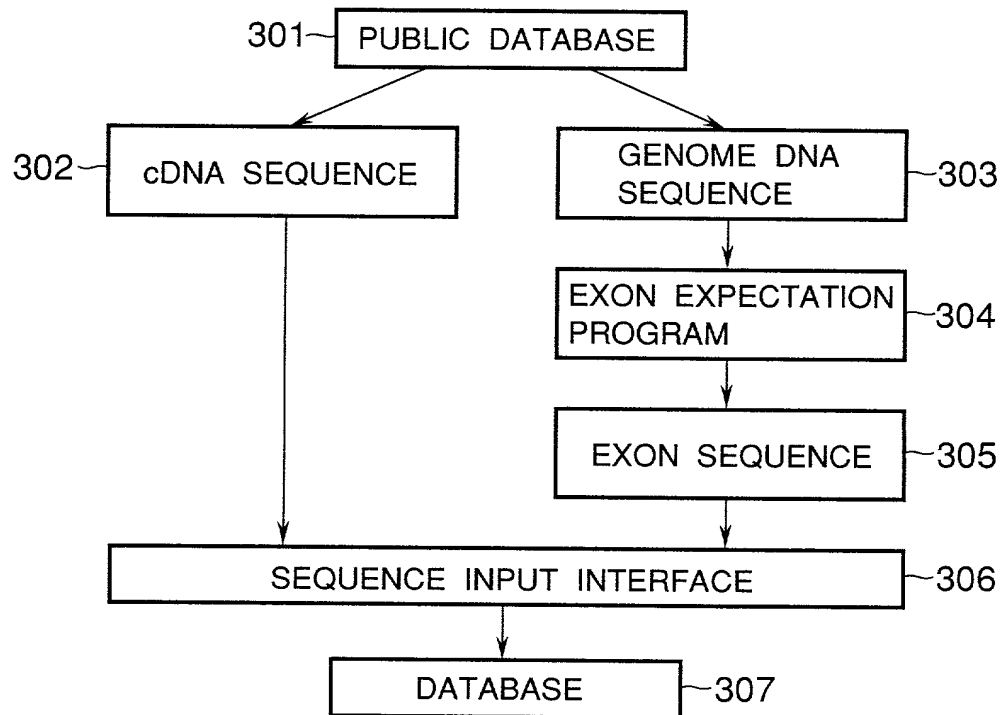 301
PUBLIC DATABASE
302
cDNA SEQUENCE
GENOME DNA
SEQUENCE
303
EXON EXPECTATION
PROGRAM
304
EXON SEQUENCE
305
SEQUENCE INPUT INTERFACE
306
DATABASE
307